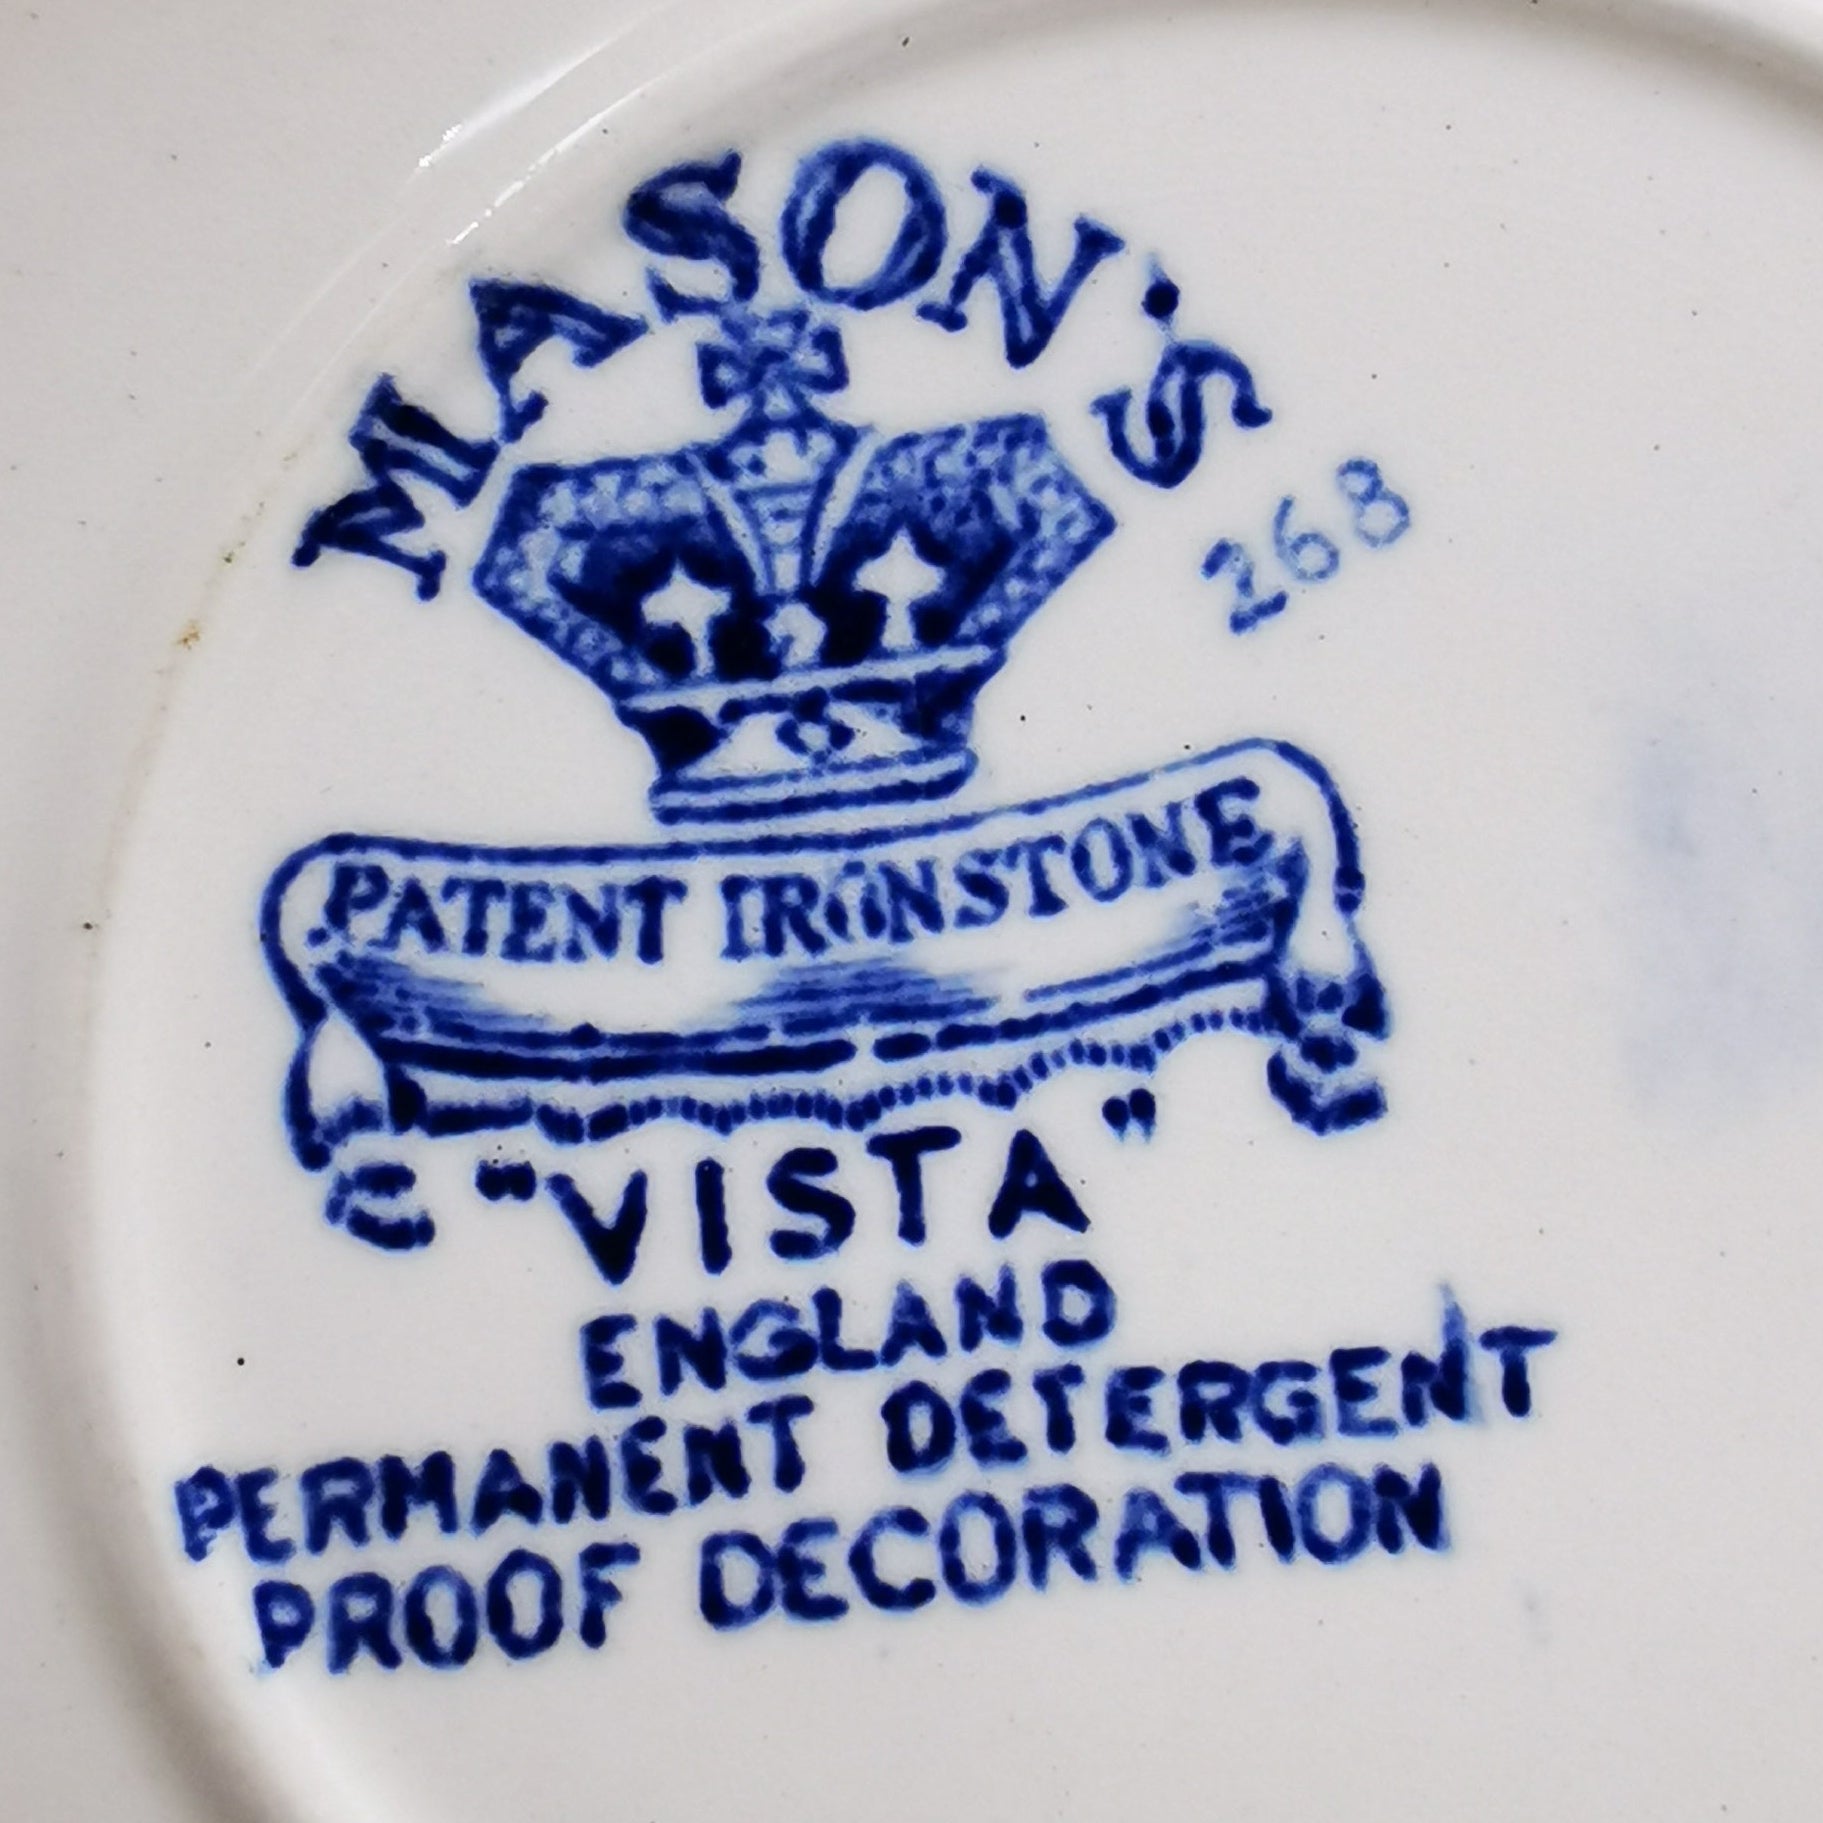 MASON'S
268
PATENT IRONSTONE
"VISTA"
ENGLAND
PERMANENT DETERGENT
PROOF DECORATION